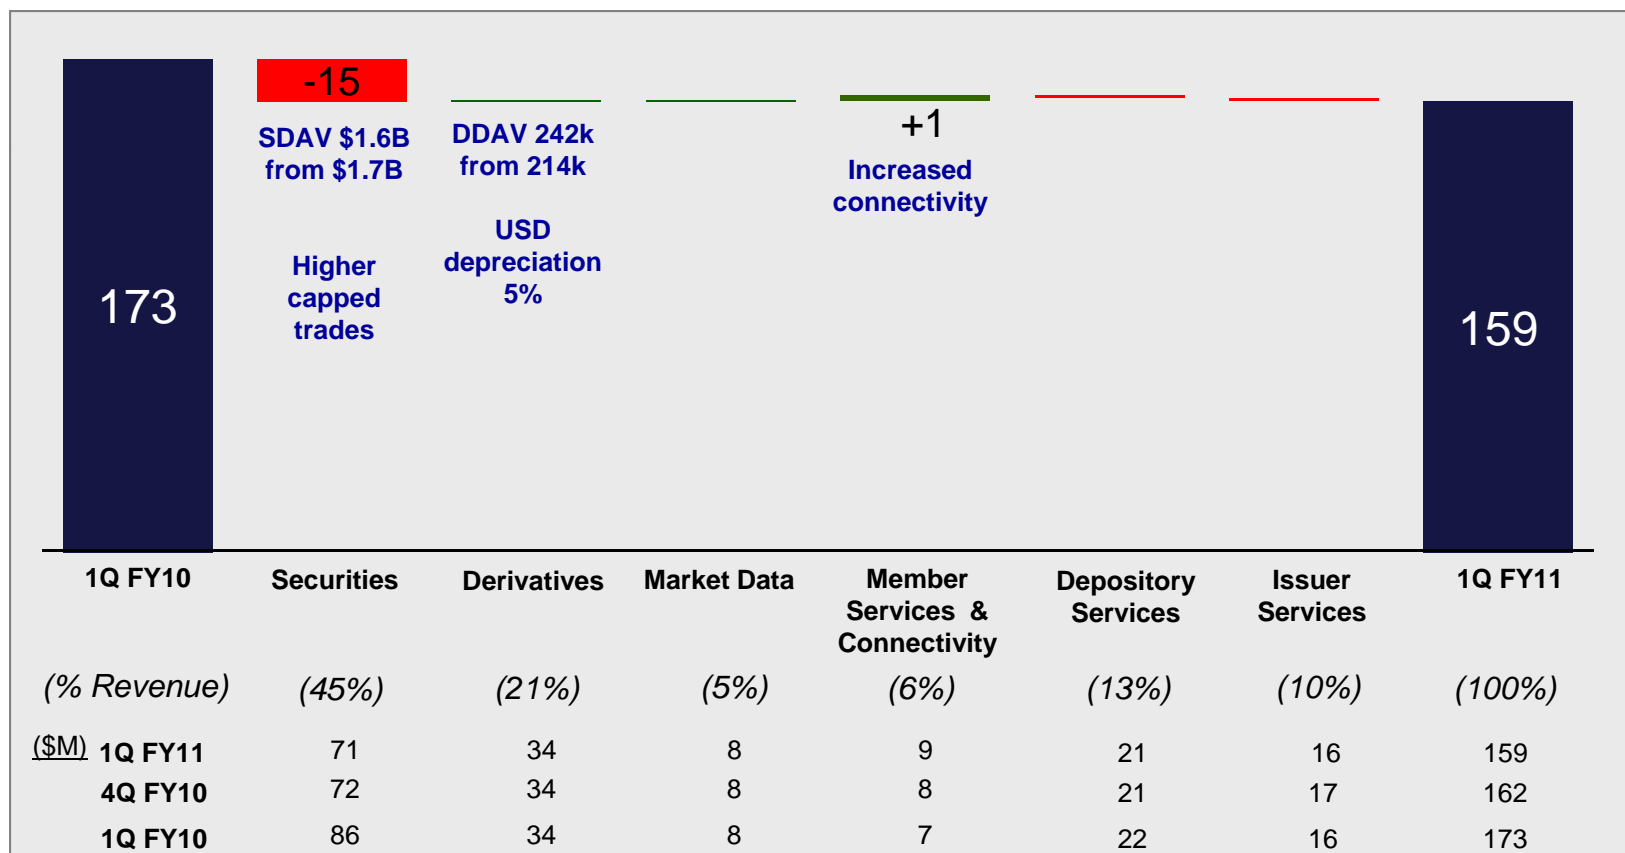 173
-15
SDAV $1.6B
from $1.7B
Higher
capped
trades
DDAV 242k
from 214k
USD
depreciation
5%
+1
Increased
connectivity
159
1Q FY10
Securities
Derivatives
Market Data
Member
Services &
Connectivity
Depository
Services
Issuer
Services
1Q FY11
(% Revenue) (45%) (21%) (5%) (6%) (13%) (10%) (100%)
($M) 1Q FY11 71 34 8 9 21 16 159
4Q FY10 72 34 8 8 21 17 162
1Q FY10 86 34 8 7 22 16 173